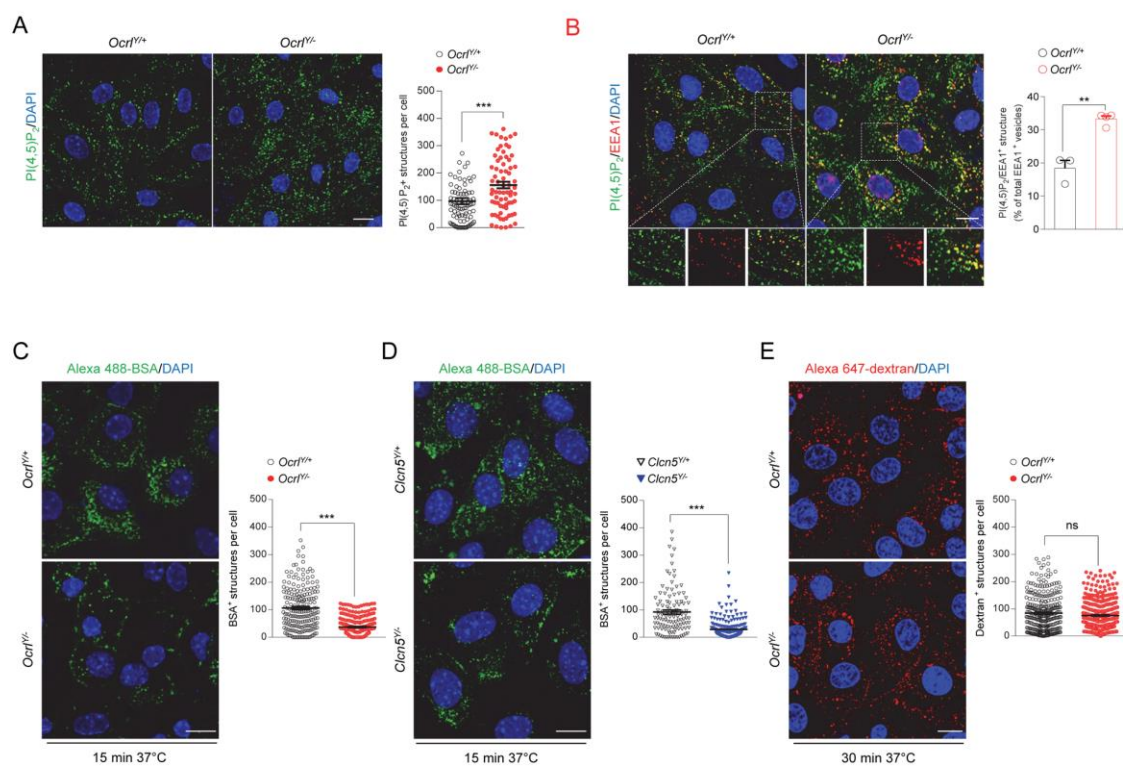 A
Ocrl^Y/+
Ocrl^Y/-
PI(4,5)P₂/DAPI
Ocrl^Y/+
Ocrl^Y/-
500
400
300
200
100
0
PI(4,5)P₂+ structures per cell
***
B
Ocrl^Y/+
Ocrl^Y/-
PI(4,5)P₂/EEA1/DAPI
Ocrl^Y/+
Ocrl^Y/-
40
30
20
10
0
PI(4,5)P₂/EEA1⁺ structure
(% of total EEA1⁺ vesicles)
**
C
Alexa 488-BSA/DAPI
Ocrl^Y/+
Ocrl^Y/-
15 min 37°C
Ocrl^Y/+
Ocrl^Y/-
500
400
300
200
100
0
BSA⁺ structures per cell
***
D
Alexa 488-BSA/DAPI
Clcn5^Y/+
Clcn5^Y/-
15 min 37°C
Clcn5^Y/+
Clcn5^Y/-
500
400
300
200
100
0
BSA⁺ structures per cell
***
E
Alexa 647-dextran/DAPI
Ocrl^Y/+
Ocrl^Y/-
30 min 37°C
Ocrl^Y/+
Ocrl^Y/-
500
400
300
200
100
0
Dextran⁺ structures per cell
ns